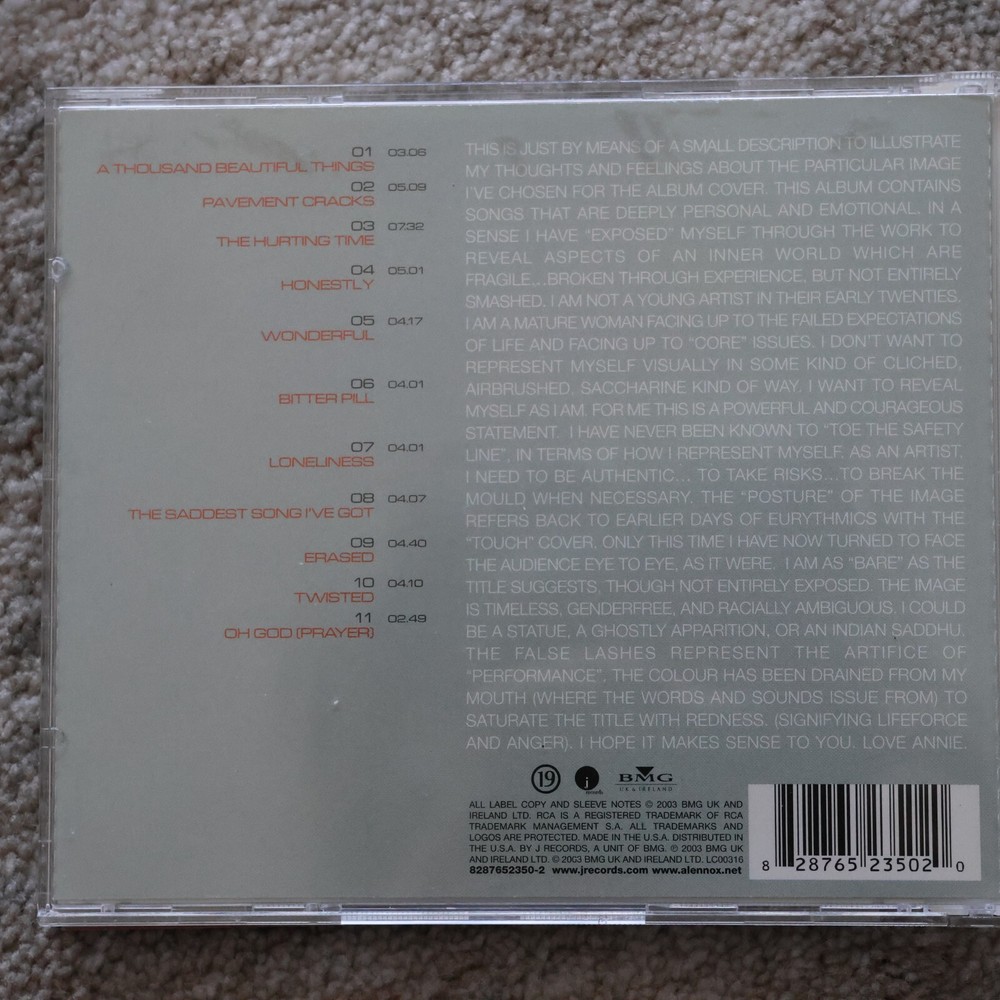 01 03.06
A THOUSAND BEAUTIFUL THINGS
02 05.09
PAVEMENT CRACKS
03 07.32
THE HURTING TIME
04 05.01
HONESTLY
05 04.17
WONDERFUL
06 04.01
BITTER PILL
07 04.01
LONELINESS
08 04.07
THE SADDEST SONG I'VE GOT
09 04.40
ERASED
10 04.10
TWISTED
11 02.49
OH GOD (PRAYER)
THIS IS JUST BY MEANS OF A SMALL DESCRIPTION TO ILLUSTRATE
MY THOUGHTS AND FEELINGS ABOUT THE PARTICULAR IMAGE
I'VE CHOSEN FOR THE ALBUM COVER. THIS ALBUM CONTAINS
SONGS THAT ARE DEEPLY PERSONAL AND EMOTIONAL. IN A
SENSE I HAVE "EXPOSED" MYSELF THROUGH THE WORK TO
REVEAL ASPECTS OF AN INNER WORLD WHICH ARE
FRAGILE...BROKEN THROUGH EXPERIENCE, BUT NOT ENTIRELY
SMASHED. I AM NOT A YOUNG ARTIST IN THEIR EARLY TWENTIES.
I AM A MATURE WOMAN FACING UP TO THE FAILED EXPECTATIONS
OF LIFE AND FACING UP TO "CORE" ISSUES. I DON'T WANT TO
REPRESENT MYSELF VISUALLY IN SOME KIND OF CLICHED,
AIRBRUSHED, SACCHARINE KIND OF WAY. I WANT TO REVEAL
MYSELF AS I AM. FOR ME THIS IS A POWERFUL AND COURAGEOUS
STATEMENT. I HAVE NEVER BEEN KNOWN TO "TOE THE SAFETY
LINE", IN TERMS OF HOW I REPRESENT MYSELF. AS AN ARTIST,
I NEED TO BE AUTHENTIC... TO TAKE RISKS...TO BREAK THE
MOULD WHEN NECESSARY. THE "POSTURE" OF THE IMAGE
REFERS BACK TO EARLIER DAYS OF EURYTHMICS WITH THE
"TOUCH" COVER, ONLY THIS TIME I HAVE NOW TURNED TO FACE
THE AUDIENCE EYE TO EYE, AS IT WERE. I AM AS "BARE" AS THE
TITLE SUGGESTS, THOUGH NOT ENTIRELY EXPOSED. THE IMAGE
IS TIMELESS, GENDERFREE, AND RACIALLY AMBIGUOUS. I COULD
BE A STATUE, A GHOSTLY APPARITION, OR AN INDIAN SADDHU.
THE FALSE LASHES REPRESENT THE ARTIFICE OF
"PERFORMANCE". THE COLOUR HAS BEEN DRAINED FROM MY
MOUTH (WHERE THE WORDS AND SOUNDS ISSUE FROM) TO
SATURATE THE TITLE WITH REDNESS. (SIGNIFYING LIFEFORCE
AND ANGER). I HOPE IT MAKES SENSE TO YOU. LOVE ANNIE.
19 j records BMG
UK & IRELAND
ALL LABEL COPY AND SLEEVE NOTES © 2003 BMG UK AND
IRELAND LTD. RCA IS A REGISTERED TRADEMARK OF RCA
TRADEMARK MANAGEMENT S.A. ALL TRADEMARKS AND
LOGOS ARE PROTECTED. MADE IN THE U.S.A. DISTRIBUTED IN
THE U.S.A. BY J RECORDS, A UNIT OF BMG. ℗ 2003 BMG UK
AND IRELAND LTD. © 2003 BMG UK AND IRELAND LTD. LC00316
8287652350-2 www.jrecords.com www.alennox.net
8 28765 23502 0